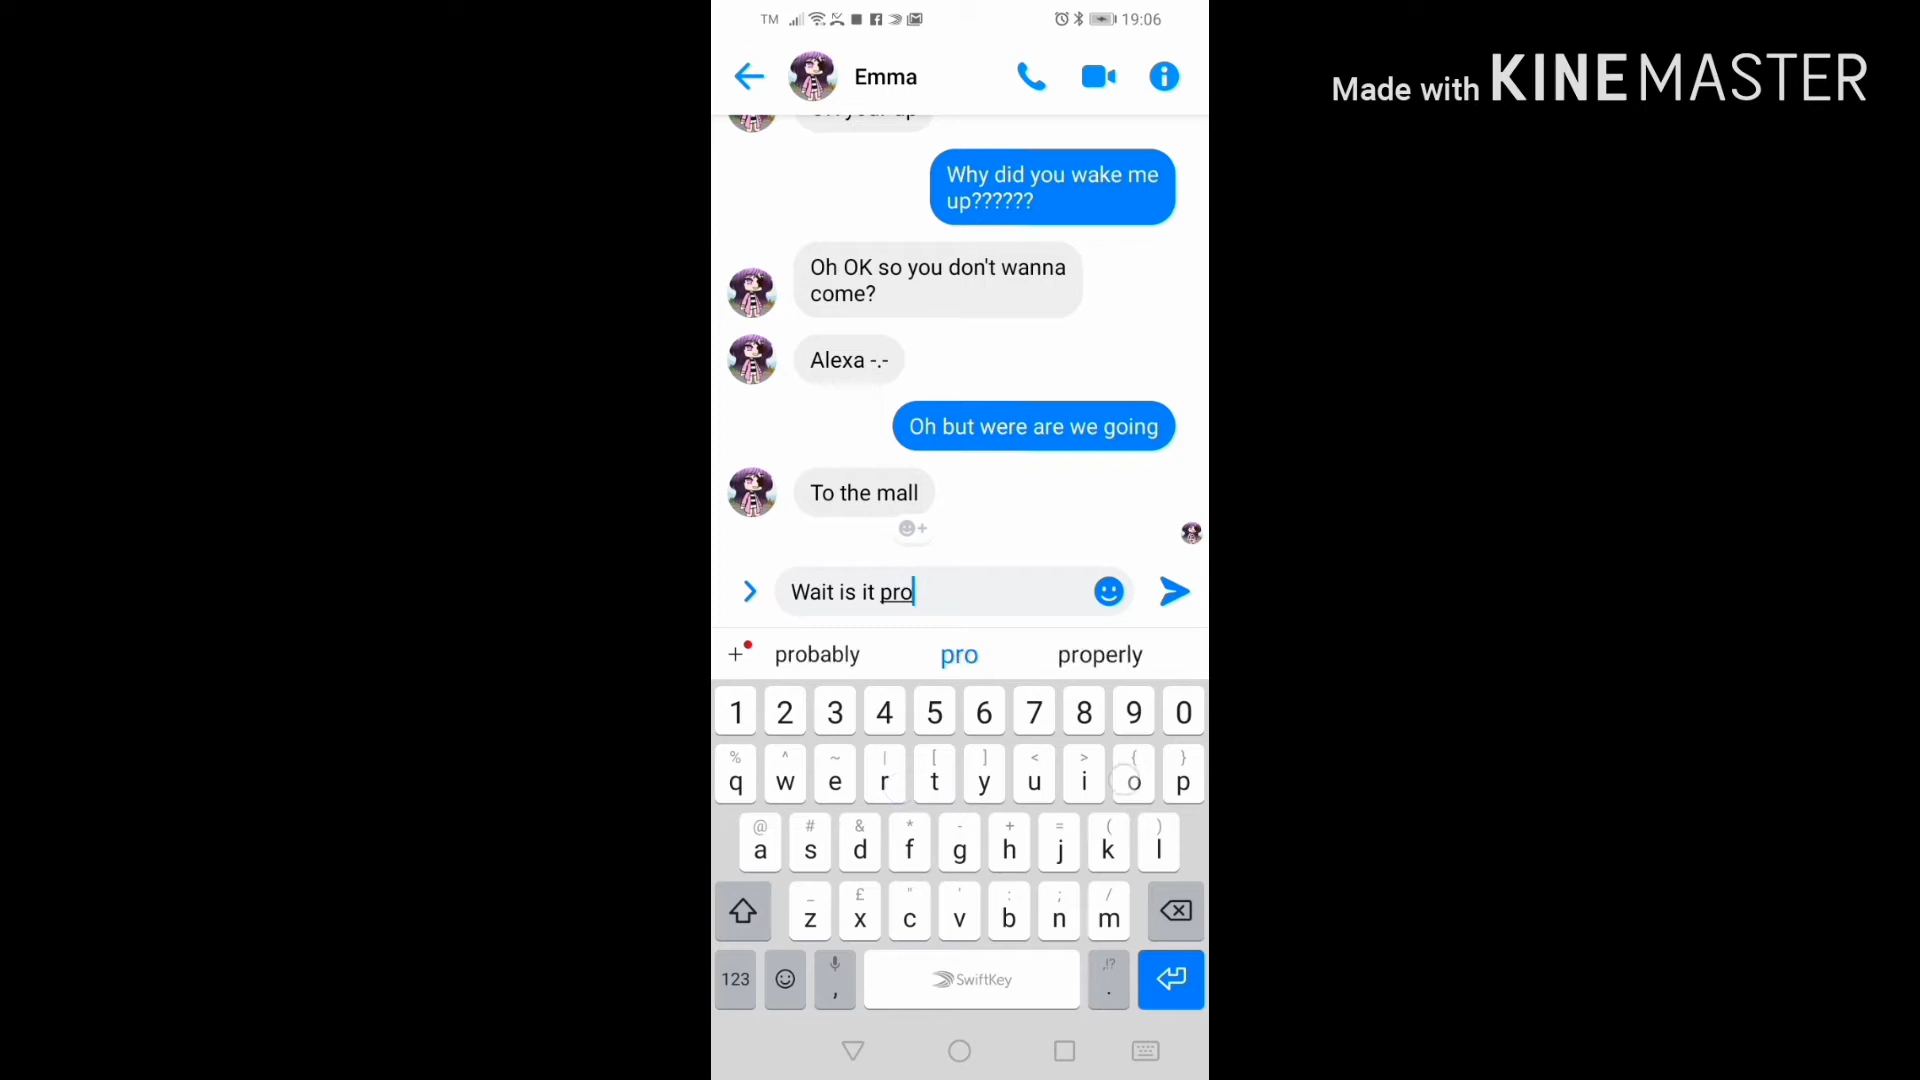 TM
19:06
Made with KINEMASTER
Emma
Why did you wake me
up??????
Oh OK so you don't wanna
come?
Alexa -.-
Oh but were are we going
To the mall
Wait is it pro
+ probably pro properly
1 2 3 4 5 6 7 8 9 0
% ^ ~ | [ ] < > { }
q w e r t y u i o p
@ # & * - + = ( )
a s d f g h j k l
_ £ " ' : ; /
z x c v b n m
,!?
123 , SwiftKey .